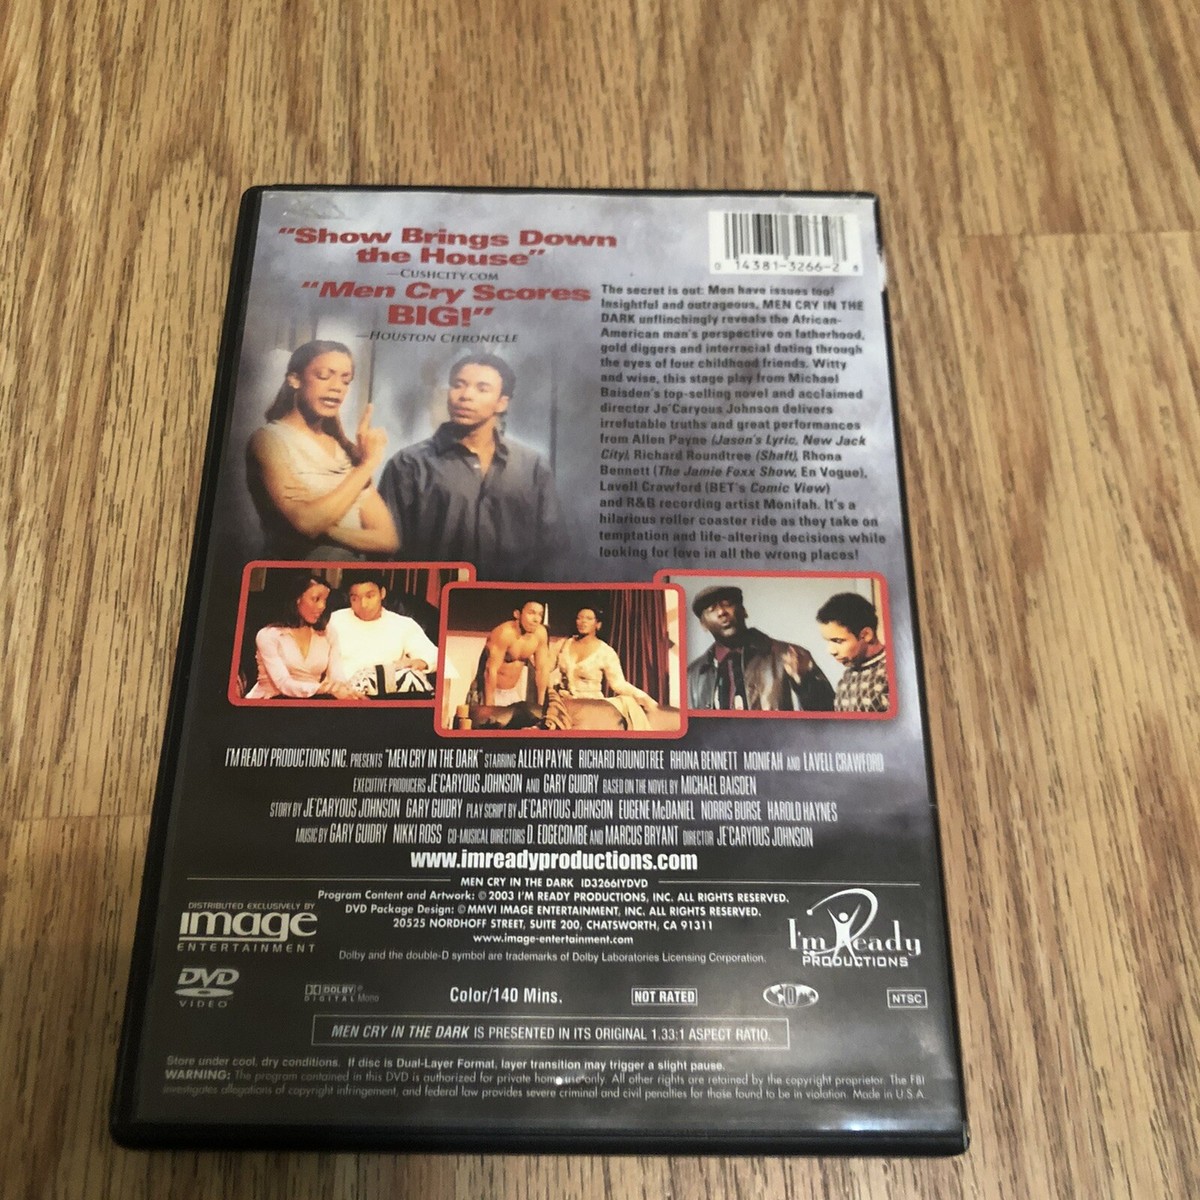 "Show Brings Down
the House"
—CUSHCITY.COM
"Men Cry Scores
BIG!"
—HOUSTON CHRONICLE
0 14381-3266-2 8
The secret is out: Men have issues too!
Insightful and outrageous, MEN CRY IN THE
DARK unflinchingly reveals the African-
American man's perspective on fatherhood,
gold diggers and interracial dating through
the eyes of four childhood friends. Witty
and wise, this stage play from Michael
Baisden's top-selling novel and acclaimed
director Je'Caryous Johnson delivers
irrefutable truths and great performances
from Allen Payne (Jason's Lyric, New Jack
City), Richard Roundtree (Shaft), Rhona
Bennett (The Jamie Foxx Show, En Vogue),
Lavell Crawford (BET's Comic View)
and R&B recording artist Monifah. It's a
hilarious roller coaster ride as they take on
temptation and life-altering decisions while
looking for love in all the wrong places!
I'M READY PRODUCTIONS INC. PRESENTS "MEN CRY IN THE DARK" STARRING ALLEN PAYNE RICHARD ROUNDTREE RHONA BENNETT MONIFAH AND LAVELL CRAWFORD
EXECUTIVE PRODUCERS JE'CARYOUS JOHNSON AND GARY GUIDRY BASED ON THE NOVEL BY MICHAEL BAISDEN
STORY BY JE'CARYOUS JOHNSON GARY GUIDRY PLAY SCRIPT BY JE'CARYOUS JOHNSON EUGENE McDANIEL NORRIS BURSE HAROLD HAYNES
MUSIC BY GARY GUIDRY NIKKI ROSS CO-MUSICAL DIRECTORS D. EDGECOMBE AND MARCUS BRYANT DIRECTOR JE'CARYOUS JOHNSON
www.imreadyproductions.com
MEN CRY IN THE DARK ID3266IYDVD
Program Content and Artwork: © 2003 I'M READY PRODUCTIONS, INC. ALL RIGHTS RESERVED.
DVD Package Design: © MMVI IMAGE ENTERTAINMENT, INC. ALL RIGHTS RESERVED.
20525 NORDHOFF STREET, SUITE 200, CHATSWORTH, CA 91311
www.image-entertainment.com
Dolby and the double-D symbol are trademarks of Dolby Laboratories Licensing Corporation.
DISTRIBUTED EXCLUSIVELY BY
image
ENTERTAINMENT
I'm Ready
PRODUCTIONS
DVD
VIDEO
DOLBY
DIGITAL Mono
Color/140 Mins.
NOT RATED
0
NTSC
MEN CRY IN THE DARK IS PRESENTED IN ITS ORIGINAL 1.33:1 ASPECT RATIO.
Store under cool, dry conditions. If disc is Dual-Layer Format, layer transition may trigger a slight pause.
WARNING: The program contained in this DVD is authorized for private home use only. All other rights are retained by the copyright proprietor. The FBI
investigates allegations of copyright infringement, and federal law provides severe criminal and civil penalties for those found to be in violation. Made in U.S.A.